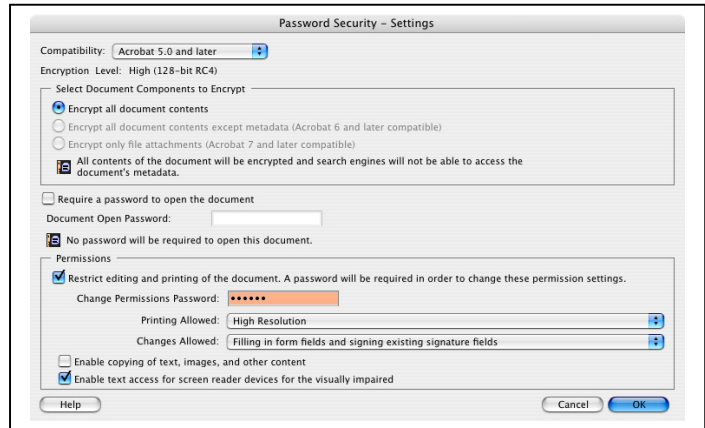 Password Security – Settings
Compatibility: Acrobat 5.0 and later
Encryption Level: High (128-bit RC4)
Select Document Components to Encrypt
Encrypt all document contents
Encrypt all document contents except metadata (Acrobat 6 and later compatible)
Encrypt only file attachments (Acrobat 7 and later compatible)
All contents of the document will be encrypted and search engines will not be able to access the
document's metadata.
Require a password to open the document
Document Open Password:
No password will be required to open this document.
Permissions
Restrict editing and printing of the document. A password will be required in order to change these permission settings.
Change Permissions Password: ••••••
Printing Allowed: High Resolution
Changes Allowed: Filling in form fields and signing existing signature fields
Enable copying of text, images, and other content
Enable text access for screen reader devices for the visually impaired
Help Cancel OK